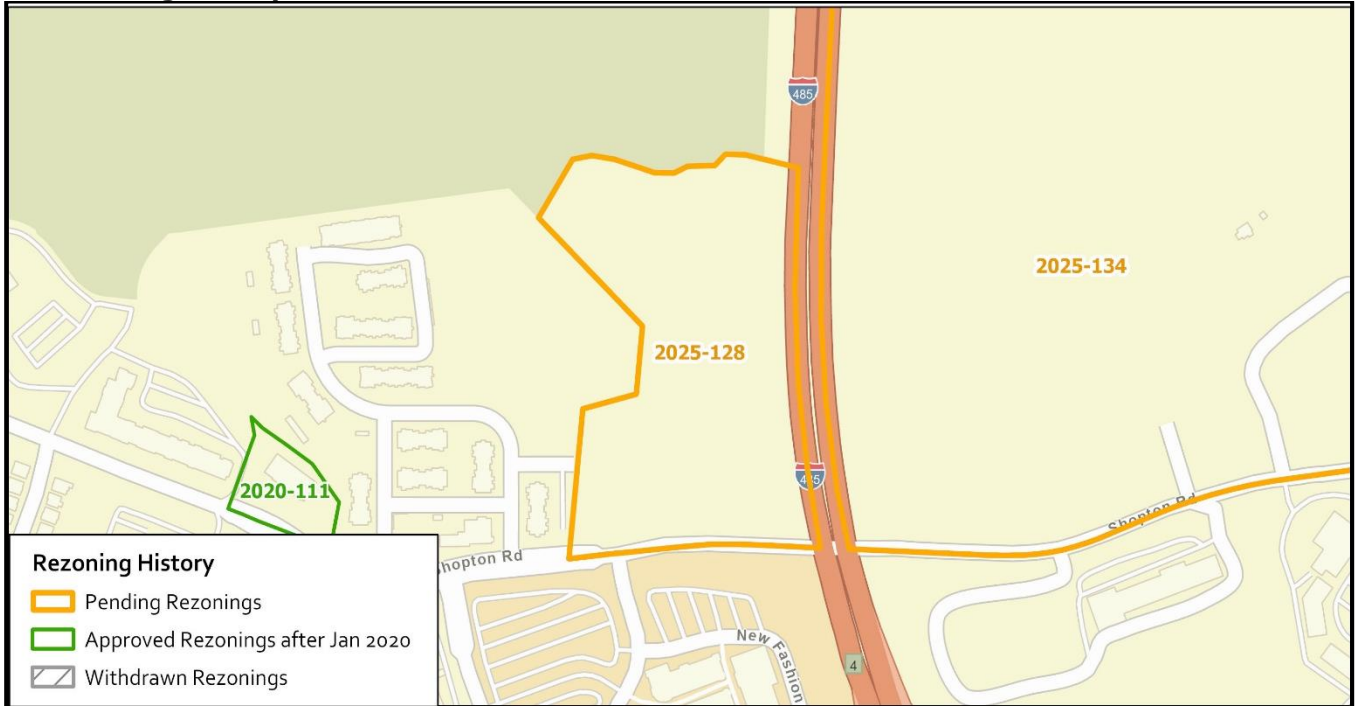 485
2025-134
2025-128
2020-111
Shopton Rd
Shopton Rd
New Fashion
4
Rezoning History
Pending Rezonings
Approved Rezonings after Jan 2020
Withdrawn Rezonings